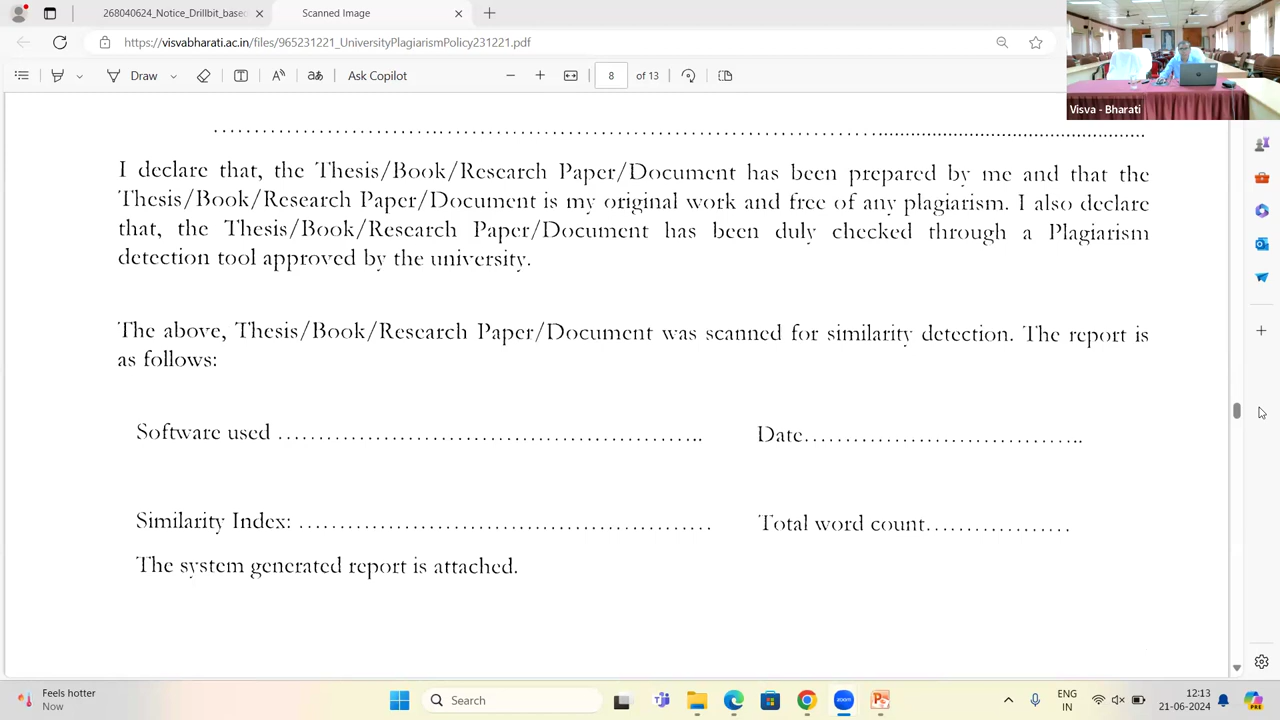 268040624_Notice_Drillbit_based
Scanned Image
https://visvabharati.ac.in/files/965231221_UniversityPlagiarismPolicy231221.pdf
Draw
Ask Copilot
8 of 13
Visva - Bharati
I declare that, the Thesis/Book/Research Paper/Document has been prepared by me and that the
Thesis/Book/Research Paper/Document is my original work and free of any plagiarism. I also declare
that, the Thesis/Book/Research Paper/Document has been duly checked through a Plagiarism
detection tool approved by the university.
The above, Thesis/Book/Research Paper/Document was scanned for similarity detection. The report is
as follows:
Software used ........................................................ Date....................................
Similarity Index: ........................................................ Total word count....................
The system generated report is attached.
Feels hotter
Now
Search
ENG
IN
12:13
21-06-2024